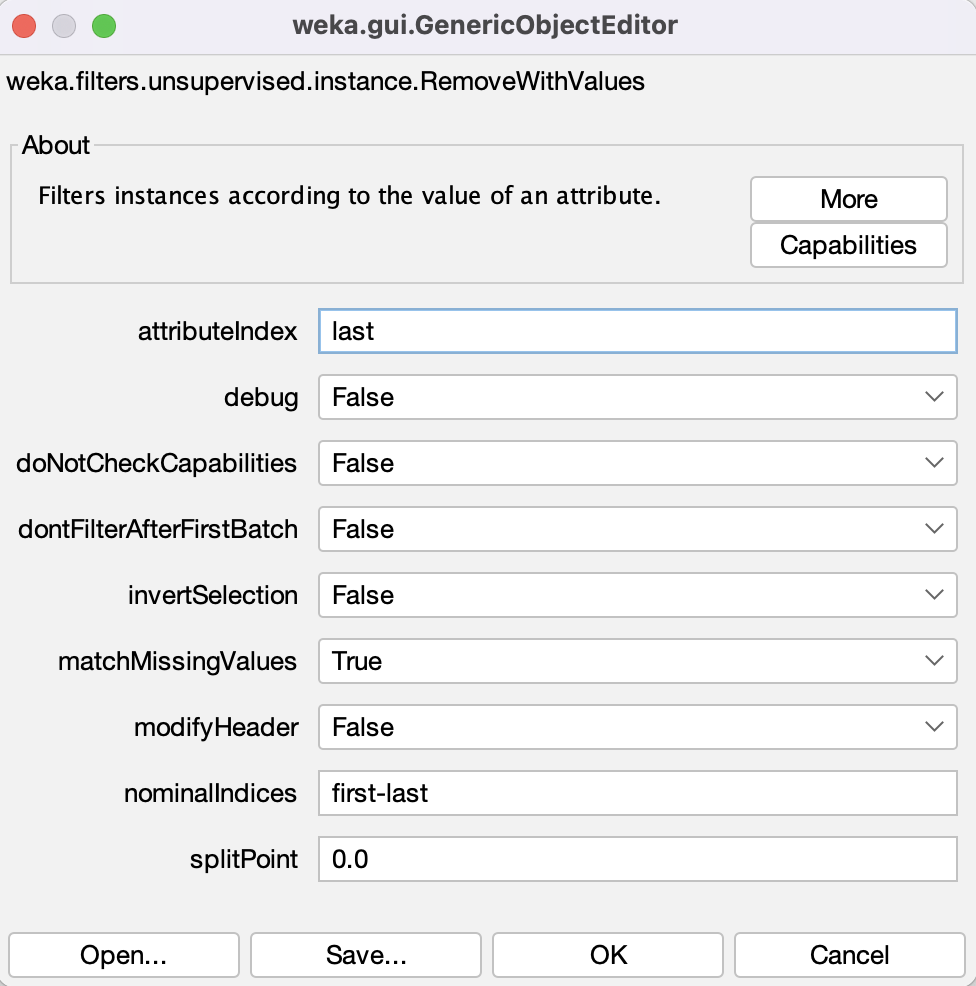 weka.gui.GenericObjectEditor
weka.filters.unsupervised.instance.RemoveWithValues
About
Filters instances according to the value of an attribute.
More
Capabilities
attributeIndex last
debug False
doNotCheckCapabilities False
dontFilterAfterFirstBatch False
invertSelection False
matchMissingValues True
modifyHeader False
nominalIndices first-last
splitPoint 0.0
Open... Save... OK Cancel